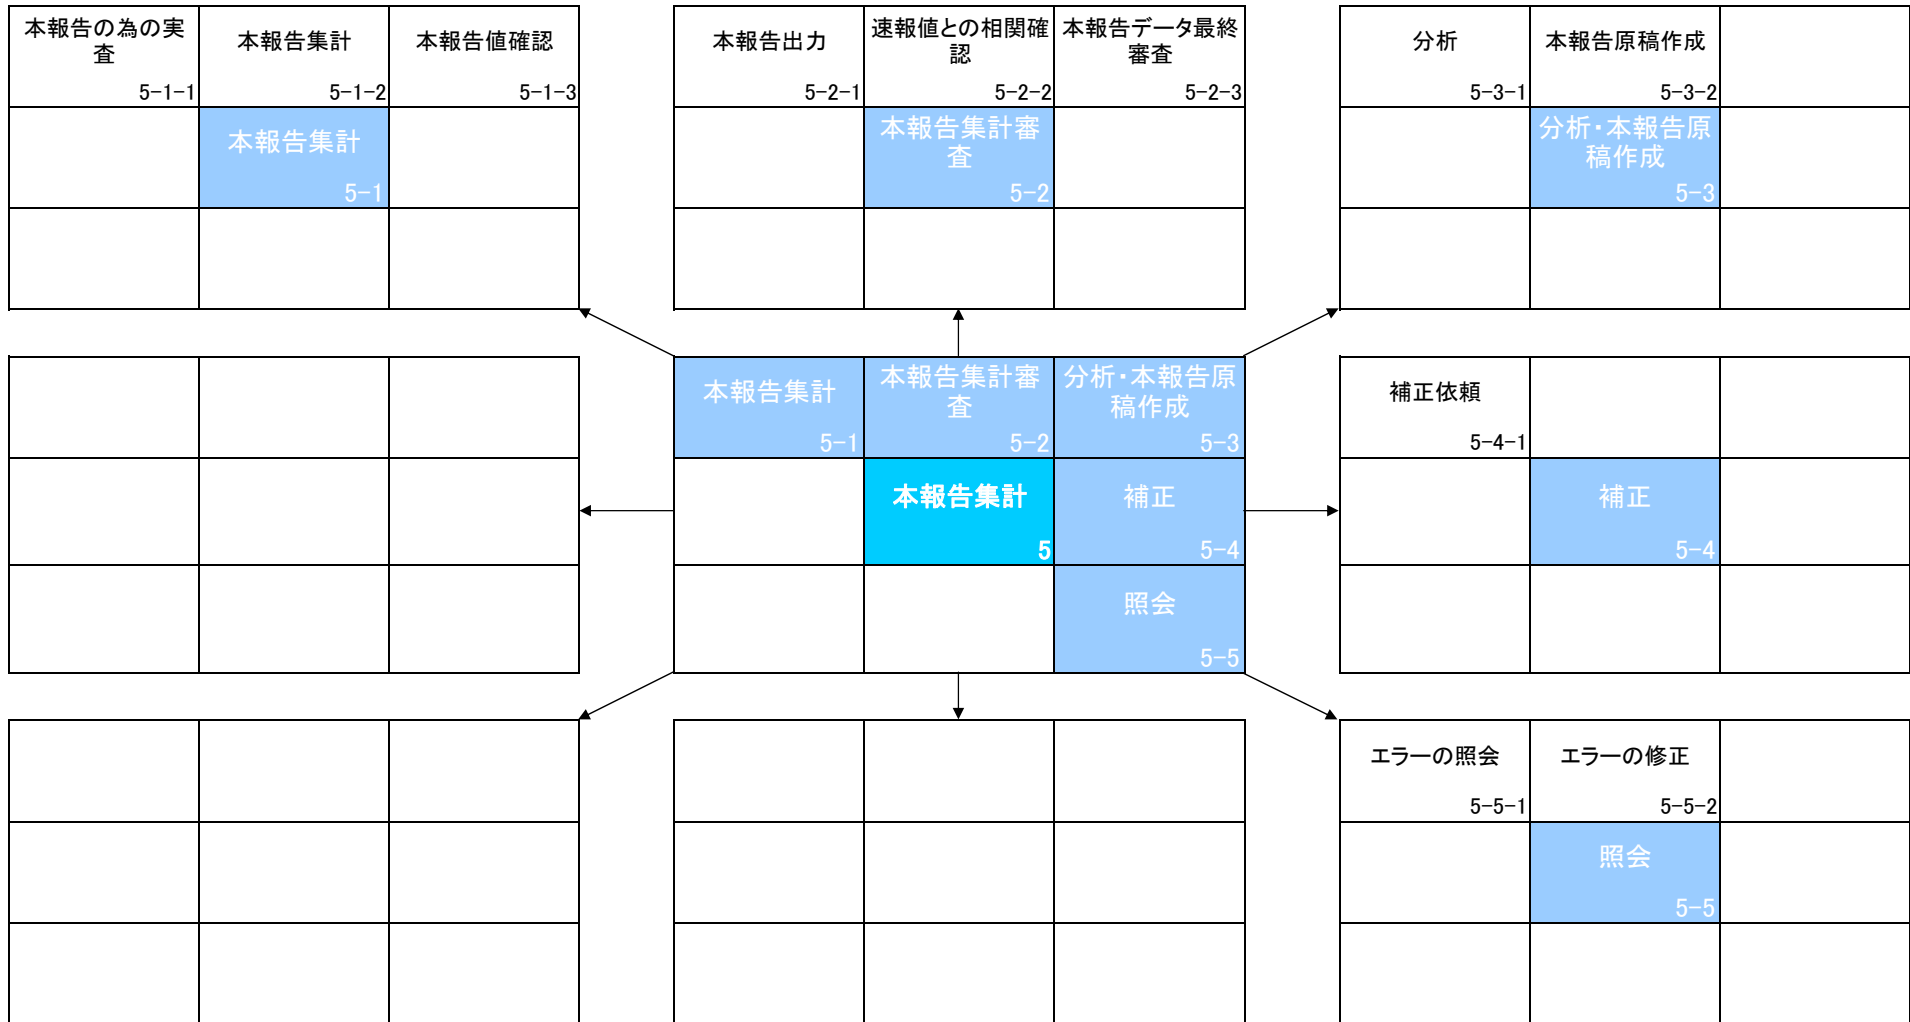 本報告の為の実
査
5-1-1
本報告集計
5-1-2
本報告値確認
5-1-3
本報告集計
5-1
本報告出力
5-2-1
速報値との相関確
認
5-2-2
本報告データ最終
審査
5-2-3
本報告集計審
査
5-2
分析
5-3-1
本報告原稿作成
5-3-2
分析・本報告原
稿作成
5-3
本報告集計
5-1
本報告集計審
査
5-2
分析・本報告原
稿作成
5-3
本報告集計
5
補正
5-4
照会
5-5
補正依頼
5-4-1
補正
5-4
エラーの照会
5-5-1
エラーの修正
5-5-2
照会
5-5